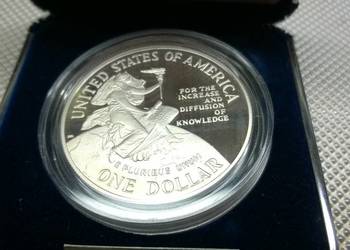 UNITED STATES OF AMERICA
FOR THE
INCREASE
AND
DIFFUSION
OF
KNOWLEDGE
E PLURIBUS UNUM
ONE DOLLAR